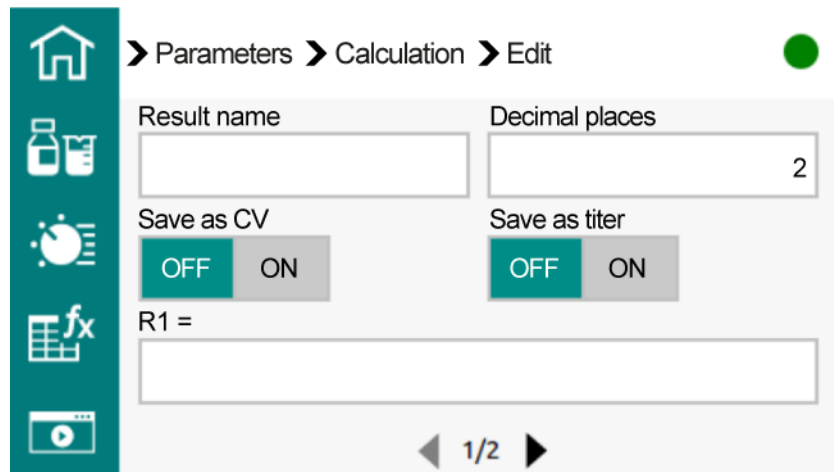 Parameters Calculation Edit
fx
Result name Decimal places
2
Save as CV Save as titer
OFF ON OFF ON
R1 =
1/2